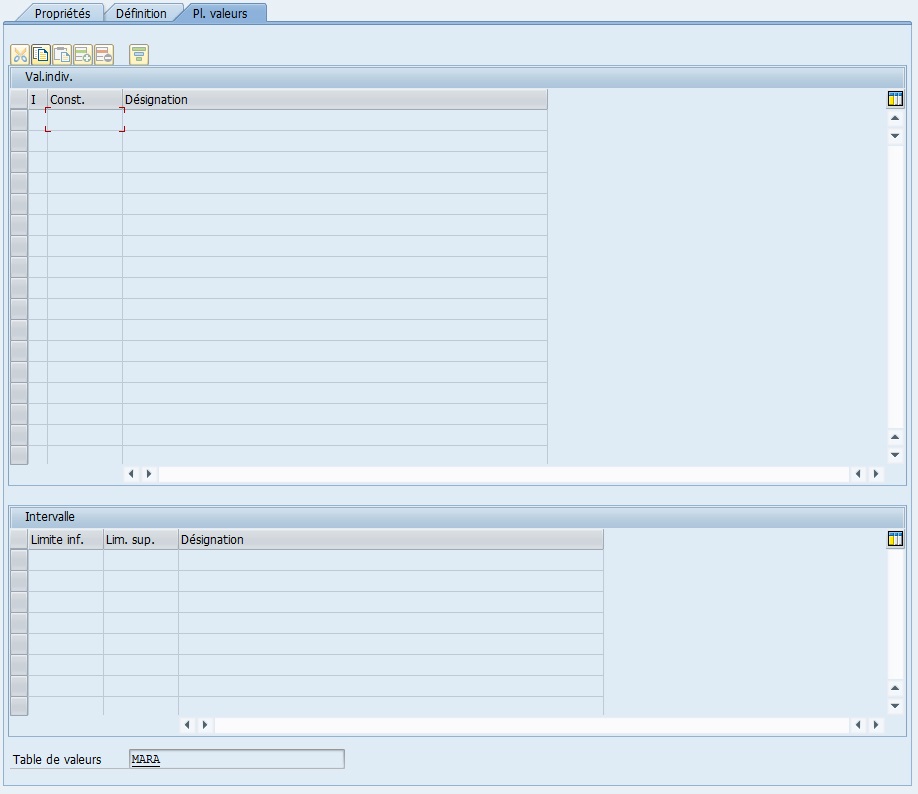 Propriétés Définition Pl. valeurs
Val.indiv.
I Const. Désignation
Intervalle
Limite inf. Lim. sup. Désignation
Table de valeurs MARA